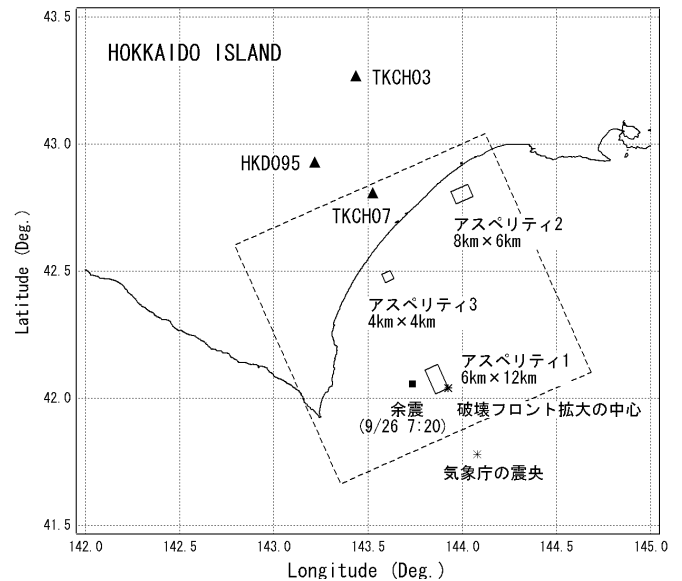 43.5
HOKKAIDO ISLAND
TKCH03
43.0
HKD095
TKCH07
アスペリティ2
8km×6km
42.5
アスペリティ3
4km×4km
アスペリティ1
6km×12km
42.0
余震
(9/26 7:20)
破壊フロント拡大の中心
気象庁の震央
41.5
142.0 142.5 143.0 143.5 144.0 144.5 145.0
Longitude (Deg.)
Latitude (Deg.)